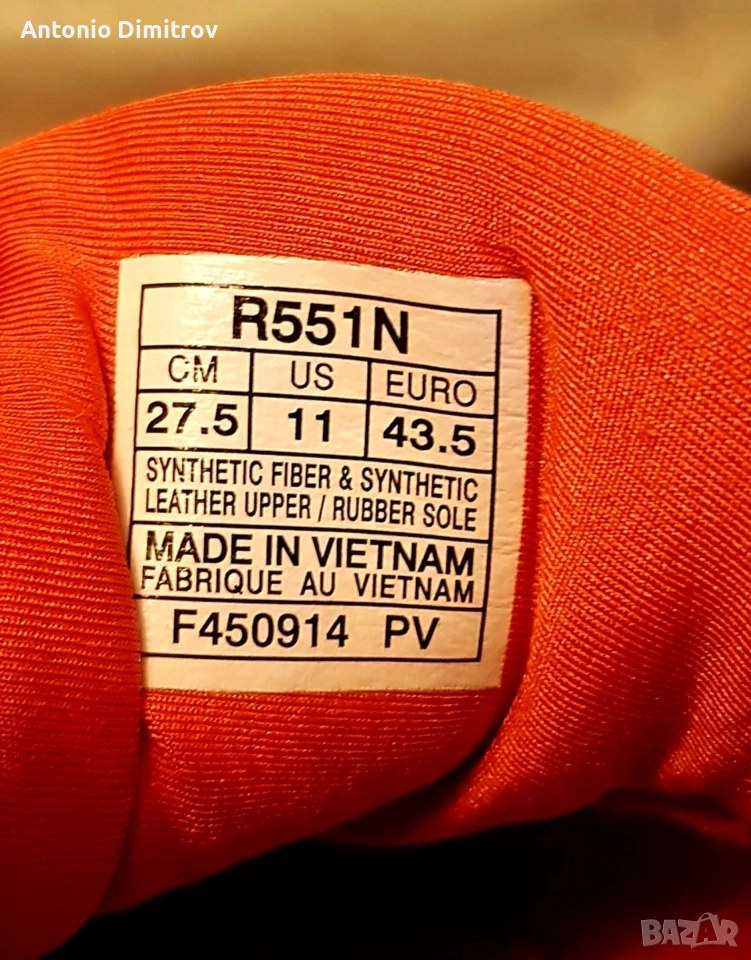 Antonio Dimitrov
R551N
CM US EURO
27.5 11 43.5
SYNTHETIC FIBER & SYNTHETIC
LEATHER UPPER / RUBBER SOLE
MADE IN VIETNAM
FABRIQUE AU VIETNAM
F450914 PV
BAZAR